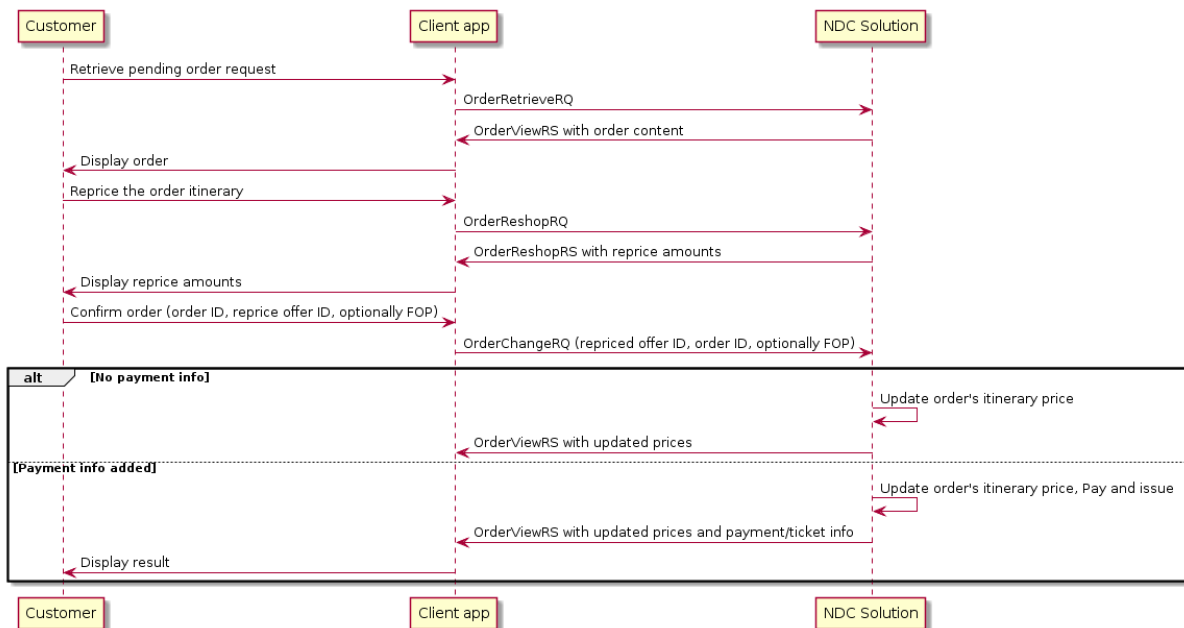 Customer
Client app
NDC Solution
Retrieve pending order request
OrderRetrieveRQ
OrderViewRS with order content
Display order
Reprice the order itinerary
OrderReshopRQ
OrderReshopRS with reprice amounts
Display reprice amounts
Confirm order (order ID, reprice offer ID, optionally FOP)
OrderChangeRQ (repriced offer ID, order ID, optionally FOP)
alt [No payment info]
Update order's itinerary price
OrderViewRS with updated prices
[Payment info added]
Update order's itinerary price, Pay and issue
OrderViewRS with updated prices and payment/ticket info
Display result
Customer
Client app
NDC Solution